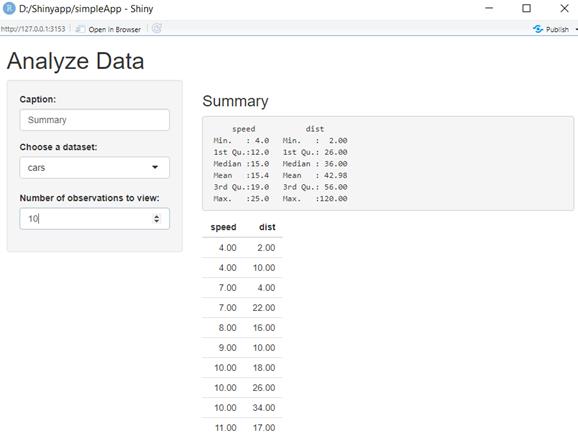 D:/Shinyapp/simpleApp - Shiny
http://127.0.0.1:3153 Open in Browser Publish
Analyze Data
Caption:
Summary
Choose a dataset:
cars
Number of observations to view:
10
Summary
speed dist
Min. : 4.0 Min. : 2.00
1st Qu.:12.0 1st Qu.: 26.00
Median :15.0 Median : 36.00
Mean :15.4 Mean : 42.98
3rd Qu.:19.0 3rd Qu.: 56.00
Max. :25.0 Max. :120.00
speed dist
4.00 2.00
4.00 10.00
7.00 4.00
7.00 22.00
8.00 16.00
9.00 10.00
10.00 18.00
10.00 26.00
10.00 34.00
11.00 17.00